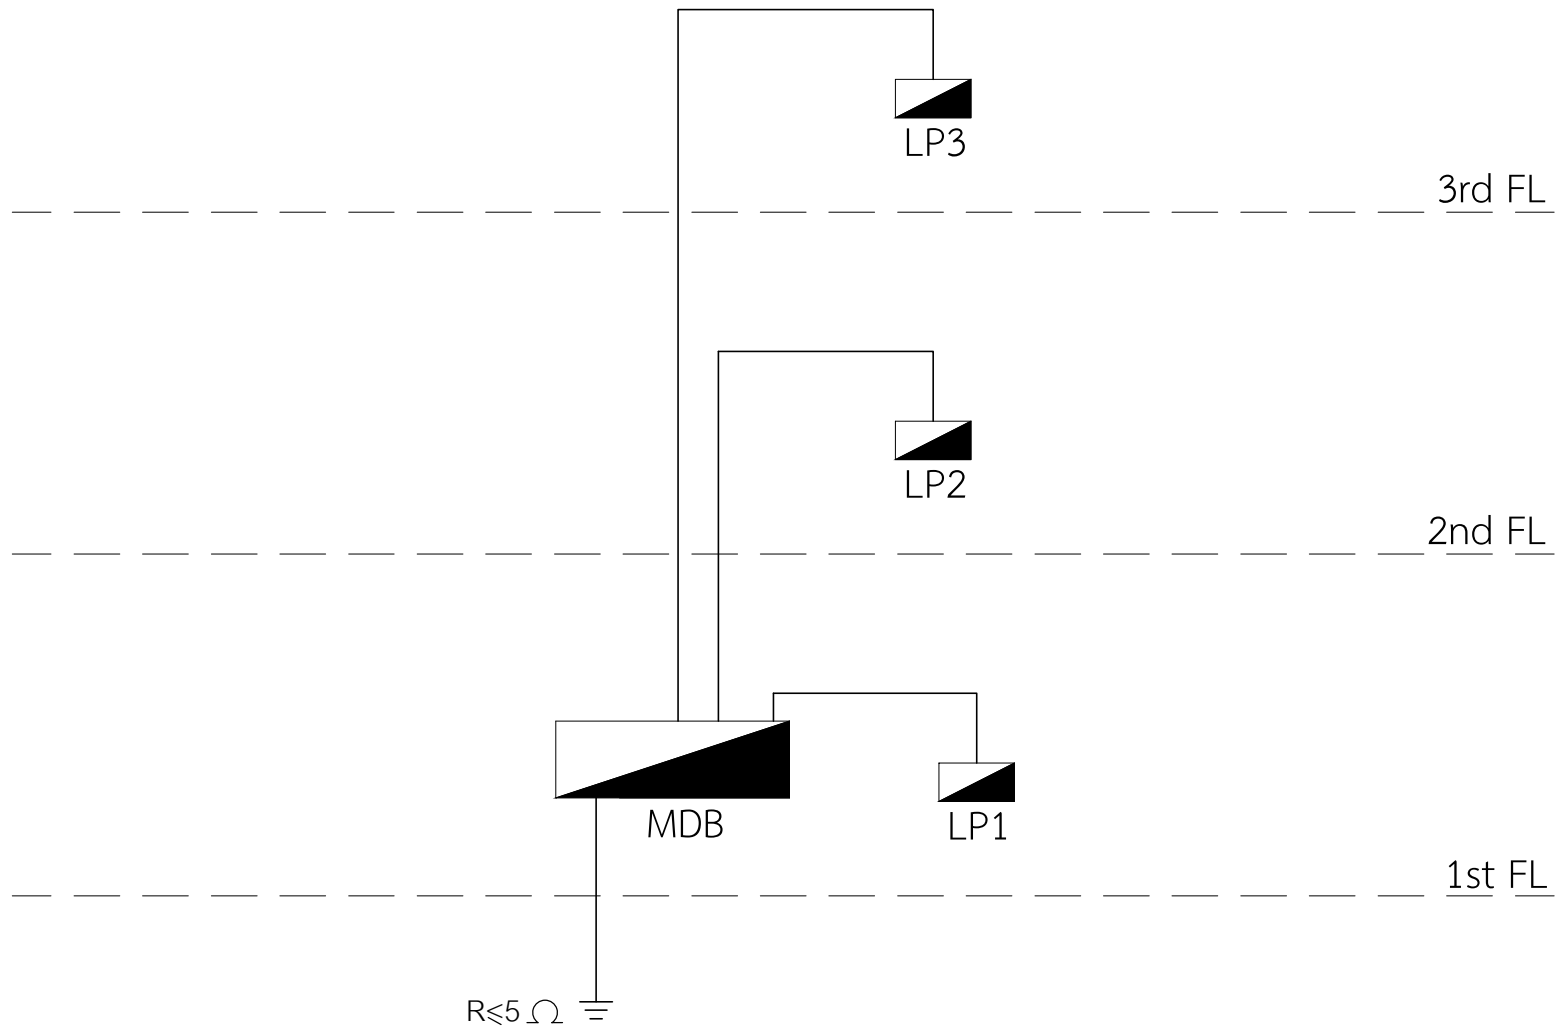 LP3
3rd FL
LP2
2nd FL
MDB
LP1
1st FL
R⩽5 Ω